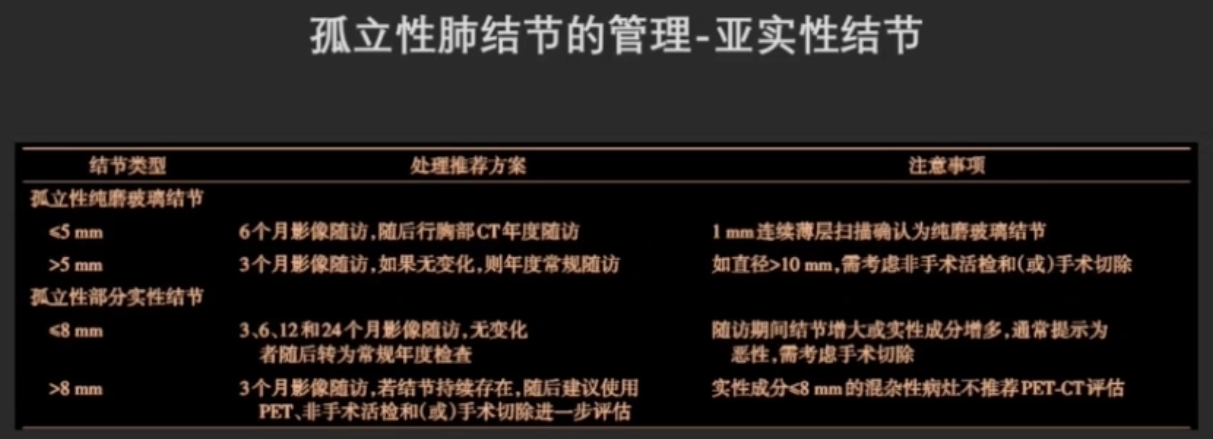 孤立性肺结节的管理-亚实性结节
结节类型 处理推荐方案 注意事项
孤立性纯磨玻璃结节
≤5 mm 6个月影像随访,随后行胸部CT年度随访 1 mm连续薄层扫描确认为纯磨玻璃结节
>5 mm 3个月影像随访,如果无变化,则年度常规随访 如直径>10 mm,需考虑非手术活检和(或)手术切除
孤立性部分实性结节
≤8 mm 3、6、12和24个月影像随访,无变化 随访期间结节增大或实性成分增多,通常提示为
者随后转为常规年度检查 恶性,需考虑手术切除
>8 mm 3个月影像随访,若结节持续存在,随后建议使用 实性成分≤8 mm的混杂性病灶不推荐PET-CT评估
PET、非手术活检和(或)手术切除进一步评估